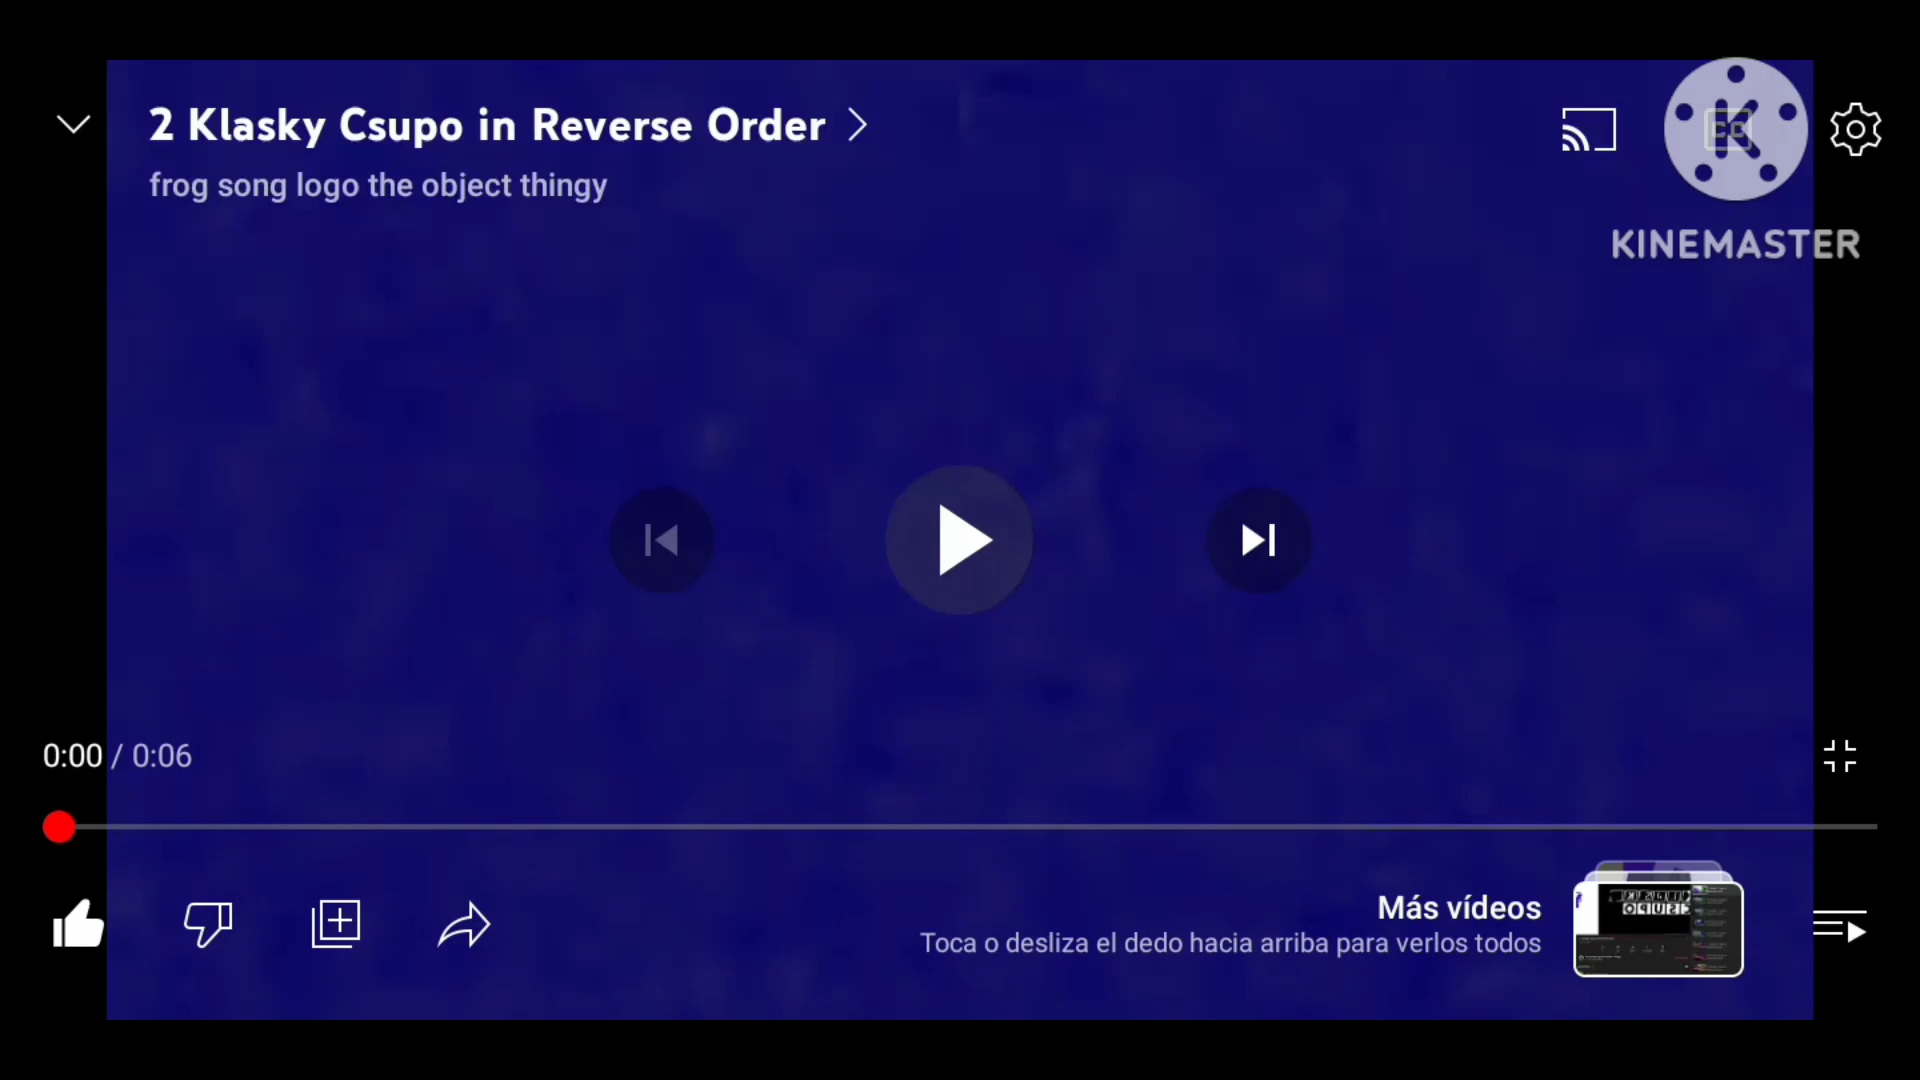 2 Klasky Csupo in Reverse Order
frog song logo the object thingy
CC
KINEMASTER
0:00 / 0:06
Más vídeos
Toca o desliza el dedo hacia arriba para verlos todos